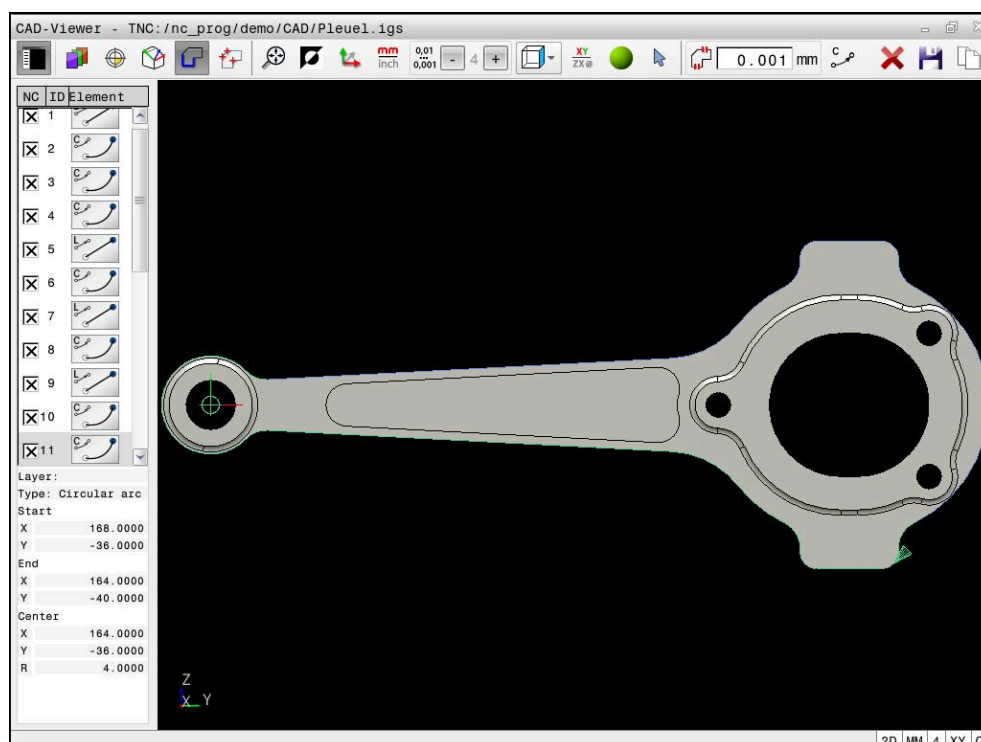 CAD-Viewer - TNC:/nc_prog/demo/CAD/Pleuel.igs
mm inch 0,01 0,001 - 4 + XY ZX⌀ 0.001 mm C
NC ID Element
1
2 C
3 C
4 C
5 L
6 C
7 L
8 C
9 L
10 C
11 C
Layer:
Type: Circular arc
Start
X 168.0000
Y -36.0000
End
X 164.0000
Y -40.0000
Center
X 164.0000
Y -36.0000
R 4.0000
Z
X Y
2D MM 4 XY